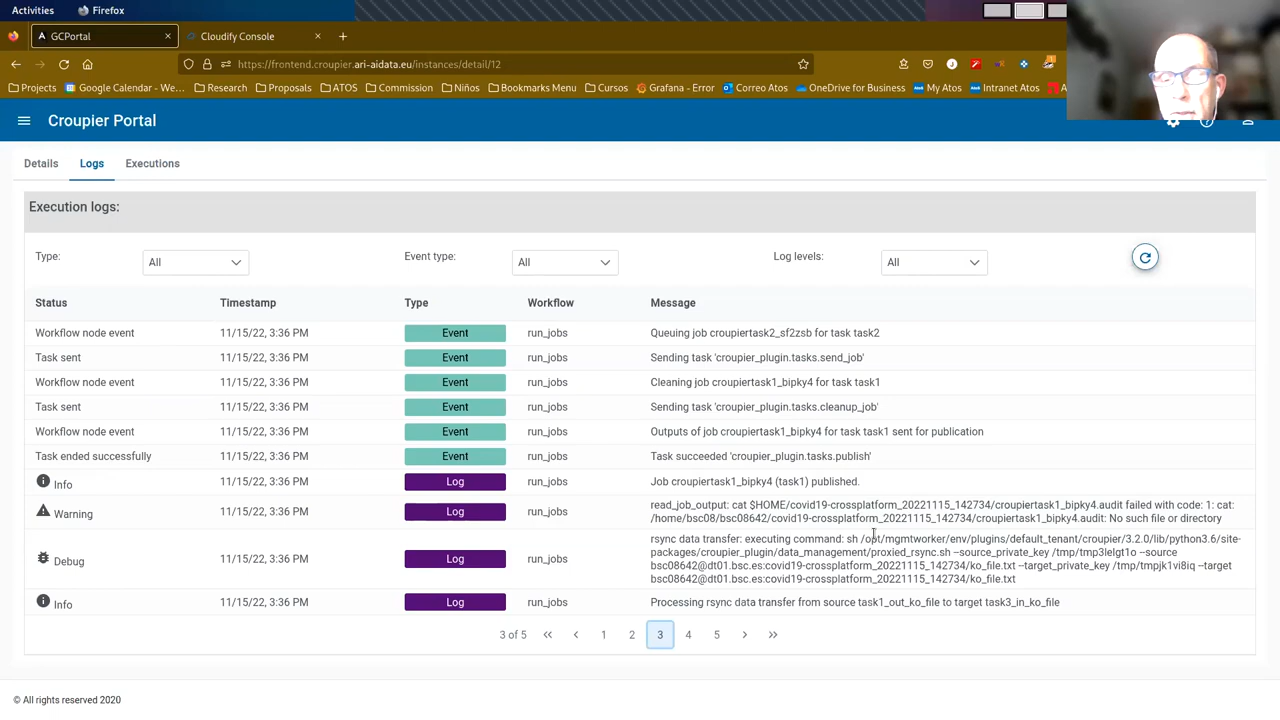 Activities Firefox
GCPortal Cloudify Console
https://frontend.croupier.ari-aidata.eu/instances/detail/12
Projects Google Calendar - We... Research Proposals ATOS Commission Niños Bookmarks Menu Cursos Grafana - Error Correo Atos OneDrive for Business My Atos Intranet Atos
Croupier Portal
Details Logs Executions
Execution logs:
Type: All Event type: All Log levels: All
Status Timestamp Type Workflow Message
Workflow node event 11/15/22, 3:36 PM Event run_jobs Queuing job croupiertask2_sf2zsb for task task2
Task sent 11/15/22, 3:36 PM Event run_jobs Sending task 'croupier_plugin.tasks.send_job'
Workflow node event 11/15/22, 3:36 PM Event run_jobs Cleaning job croupiertask1_bipky4 for task task1
Task sent 11/15/22, 3:36 PM Event run_jobs Sending task 'croupier_plugin.tasks.cleanup_job'
Workflow node event 11/15/22, 3:36 PM Event run_jobs Outputs of job croupiertask1_bipky4 for task task1 sent for publication
Task ended successfully 11/15/22, 3:36 PM Event run_jobs Task succeeded 'croupier_plugin.tasks.publish'
Info 11/15/22, 3:36 PM Log run_jobs Job croupiertask1_bipky4 (task1) published.
Warning 11/15/22, 3:36 PM Log run_jobs read_job_output: cat $HOME/covid19-crossplatform_20221115_142734/croupiertask1_bipky4.audit failed with code: 1: cat:
/home/bsc08/bsc08642/covid19-crossplatform_20221115_142734/croupiertask1_bipky4.audit: No such file or directory
Debug 11/15/22, 3:36 PM Log run_jobs rsync data transfer: executing command: sh /opt/mgmtworker/env/plugins/default_tenant/croupier/3.2.0/lib/python3.6/site-
packages/croupier_plugin/data_management/proxied_rsync.sh --source_private_key /tmp/tmp3lelgt1o --source
bsc08642@dt01.bsc.es:covid19-crossplatform_20221115_142734/ko_file.txt --target_private_key /tmp/tmpjk1vi8iq --target
bsc08642@dt01.bsc.es:covid19-crossplatform_20221115_142734/ko_file.txt
Info 11/15/22, 3:36 PM Log run_jobs Processing rsync data transfer from source task1_out_ko_file to target task3_in_ko_file
3 of 5 1 2 3 4 5
© All rights reserved 2020